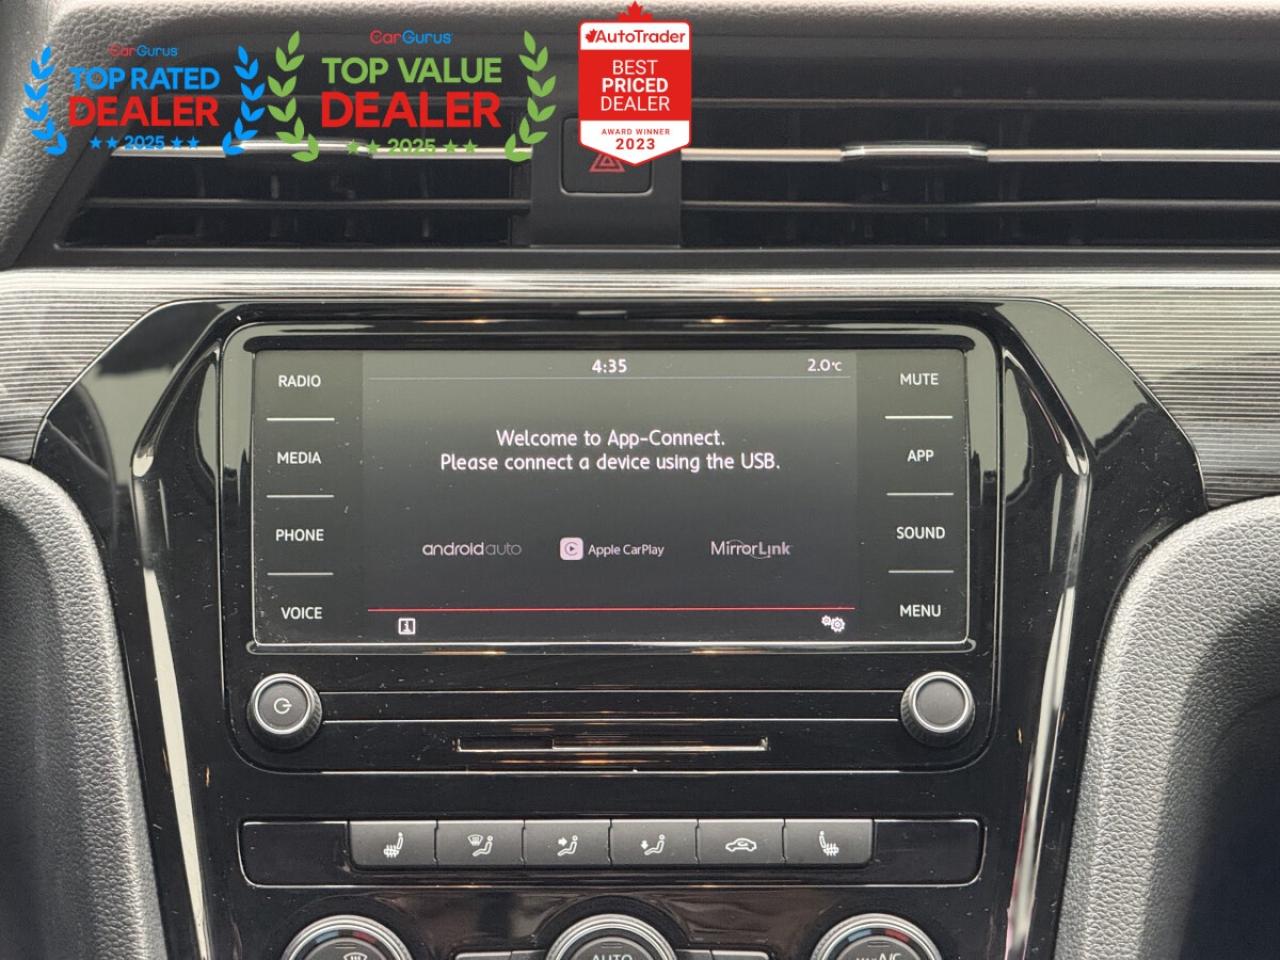 CarGurus
TOP RATED
DEALER
★★ 2025 ★★
CarGurus
TOP VALUE
DEALER
★★ 2025 ★★
AutoTrader
BEST
PRICED
DEALER
AWARD WINNER
2023
4:35
2.0°C
RADIO
MEDIA
PHONE
VOICE
Welcome to App-Connect.
Please connect a device using the USB.
androidauto
Apple CarPlay
MirrorLink
MUTE
APP
SOUND
MENU
AUTO
A/C